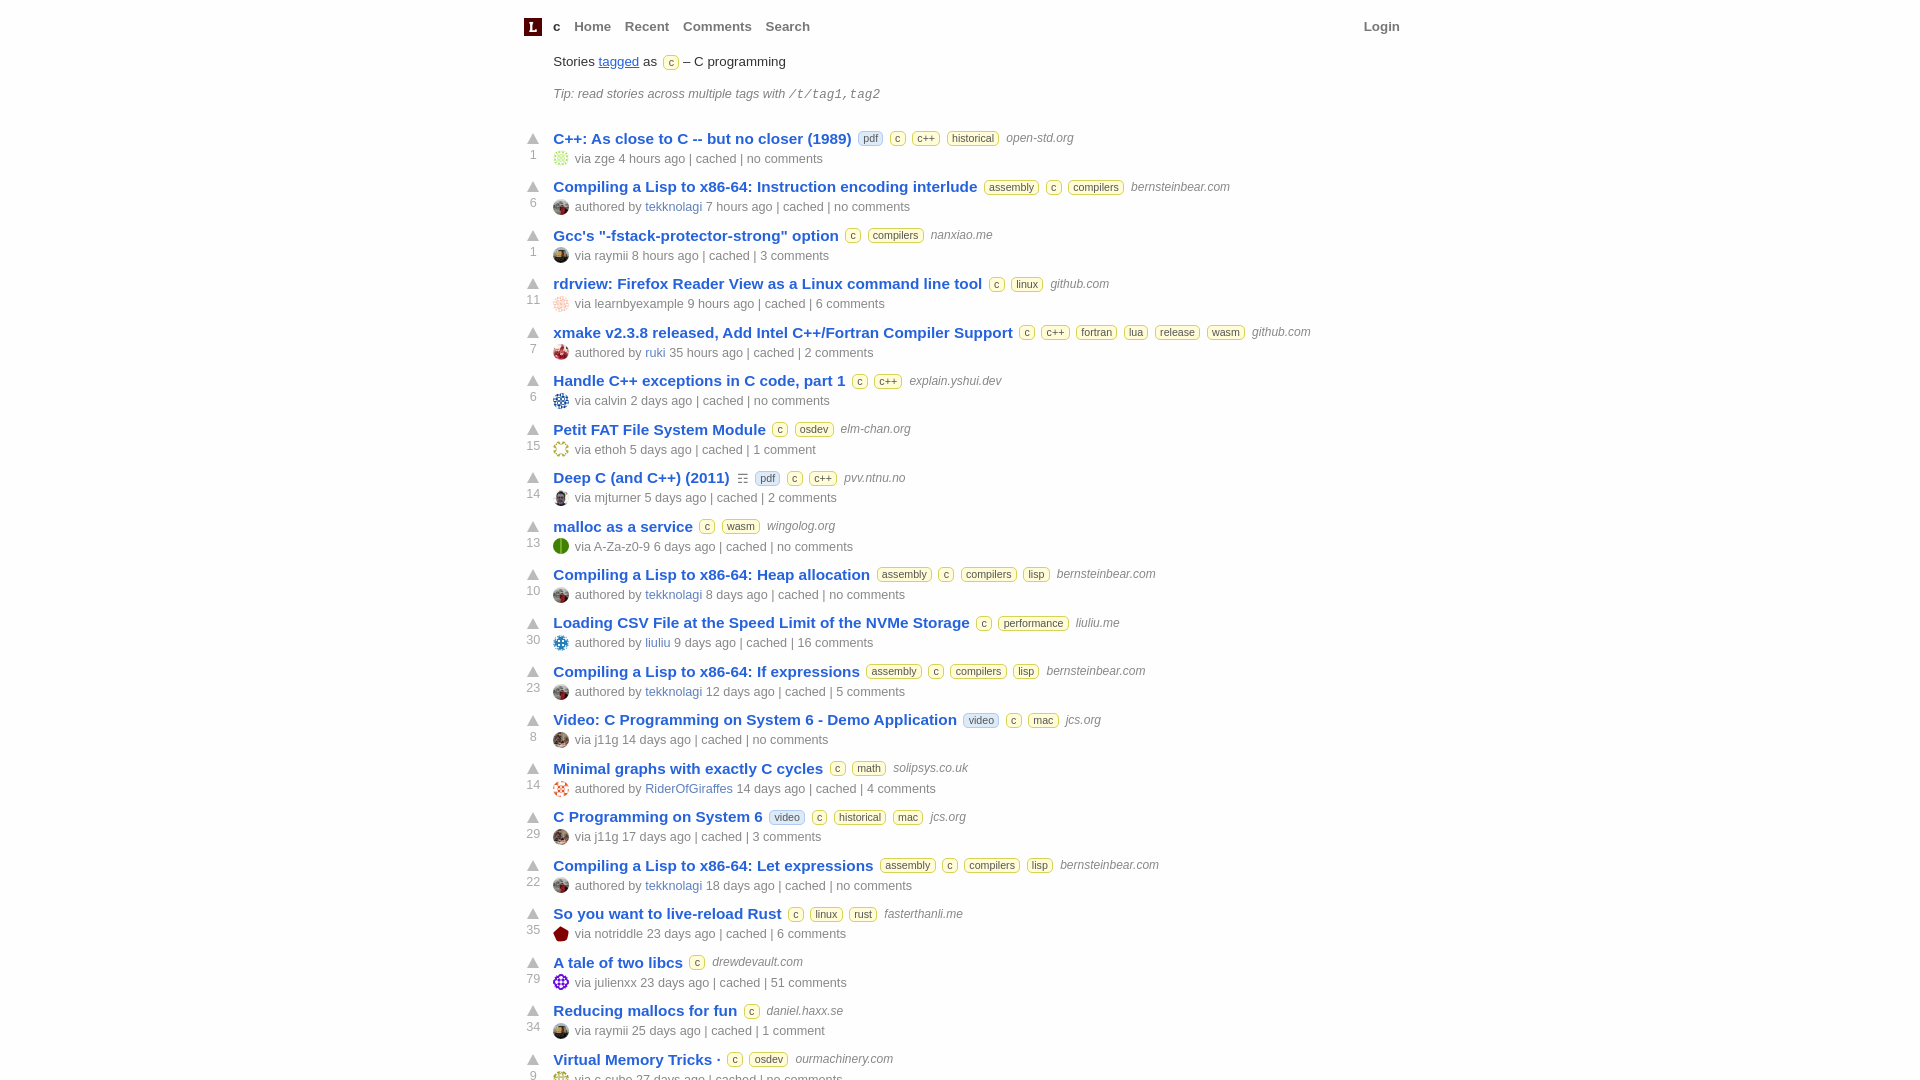 L c Home Recent Comments Search Login
Stories tagged as c – C programming
Tip: read stories across multiple tags with /t/tag1,tag2
C++: As close to C -- but no closer (1989) pdf c c++ historical open-std.org
1 via zge 4 hours ago | cached | no comments
Compiling a Lisp to x86-64: Instruction encoding interlude assembly c compilers bernsteinbear.com
6 authored by tekknolagi 7 hours ago | cached | no comments
Gcc's "-fstack-protector-strong" option c compilers nanxiao.me
1 via raymii 8 hours ago | cached | 3 comments
rdrview: Firefox Reader View as a Linux command line tool c linux github.com
11 via learnbyexample 9 hours ago | cached | 6 comments
xmake v2.3.8 released, Add Intel C++/Fortran Compiler Support c c++ fortran lua release wasm github.com
7 authored by ruki 35 hours ago | cached | 2 comments
Handle C++ exceptions in C code, part 1 c c++ explain.yshui.dev
6 via calvin 2 days ago | cached | no comments
Petit FAT File System Module c osdev elm-chan.org
15 via ethoh 5 days ago | cached | 1 comment
Deep C (and C++) (2011) ☶ pdf c c++ pvv.ntnu.no
14 via mjturner 5 days ago | cached | 2 comments
malloc as a service c wasm wingolog.org
13 via A-Za-z0-9 6 days ago | cached | no comments
Compiling a Lisp to x86-64: Heap allocation assembly c compilers lisp bernsteinbear.com
10 authored by tekknolagi 8 days ago | cached | no comments
Loading CSV File at the Speed Limit of the NVMe Storage c performance liuliu.me
30 authored by liuliu 9 days ago | cached | 16 comments
Compiling a Lisp to x86-64: If expressions assembly c compilers lisp bernsteinbear.com
23 authored by tekknolagi 12 days ago | cached | 5 comments
Video: C Programming on System 6 - Demo Application video c mac jcs.org
8 via j11g 14 days ago | cached | no comments
Minimal graphs with exactly C cycles c math solipsys.co.uk
14 authored by RiderOfGiraffes 14 days ago | cached | 4 comments
C Programming on System 6 video c historical mac jcs.org
29 via j11g 17 days ago | cached | 3 comments
Compiling a Lisp to x86-64: Let expressions assembly c compilers lisp bernsteinbear.com
22 authored by tekknolagi 18 days ago | cached | no comments
So you want to live-reload Rust c linux rust fasterthanli.me
35 via notriddle 23 days ago | cached | 6 comments
A tale of two libcs c drewdevault.com
79 via julienxx 23 days ago | cached | 51 comments
Reducing mallocs for fun c daniel.haxx.se
34 via raymii 25 days ago | cached | 1 comment
Virtual Memory Tricks · c osdev ourmachinery.com
9 via c-cube 27 days ago | cached | no comments